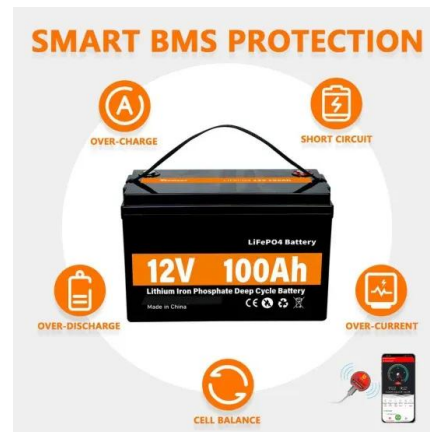 SMART BMS PROTECTION
OVER-CHARGE
SHORT CIRCUIT
LiFePO4 Battery
12V 100Ah
Lithium Iron Phosphate Deep Cycle Battery
Made in China
CE
OVER-DISCHARGE
OVER-CURRENT
CELL BALANCE